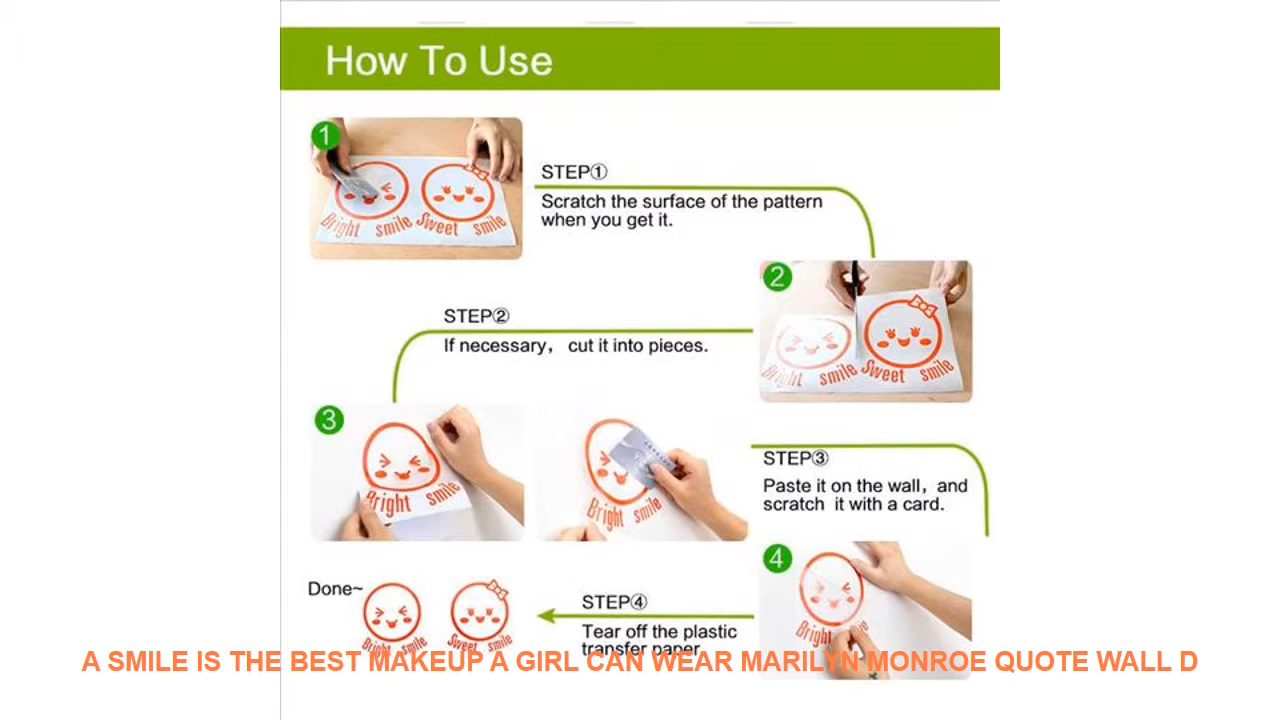 How To Use
1
STEP①
Scratch the surface of the pattern
when you get it.
Bright smile Sweet smile
2
STEP②
If necessary, cut it into pieces.
Bright smile Sweet smile
3
Bright smile
Bright smile
STEP③
Paste it on the wall, and
scratch it with a card.
4
Bright
Done~
STEP④
Tear off the plastic
transfer paper
Bright smile Sweet smile
A SMILE IS THE BEST MAKEUP A GIRL CAN WEAR MARILYN MONROE QUOTE WALL D